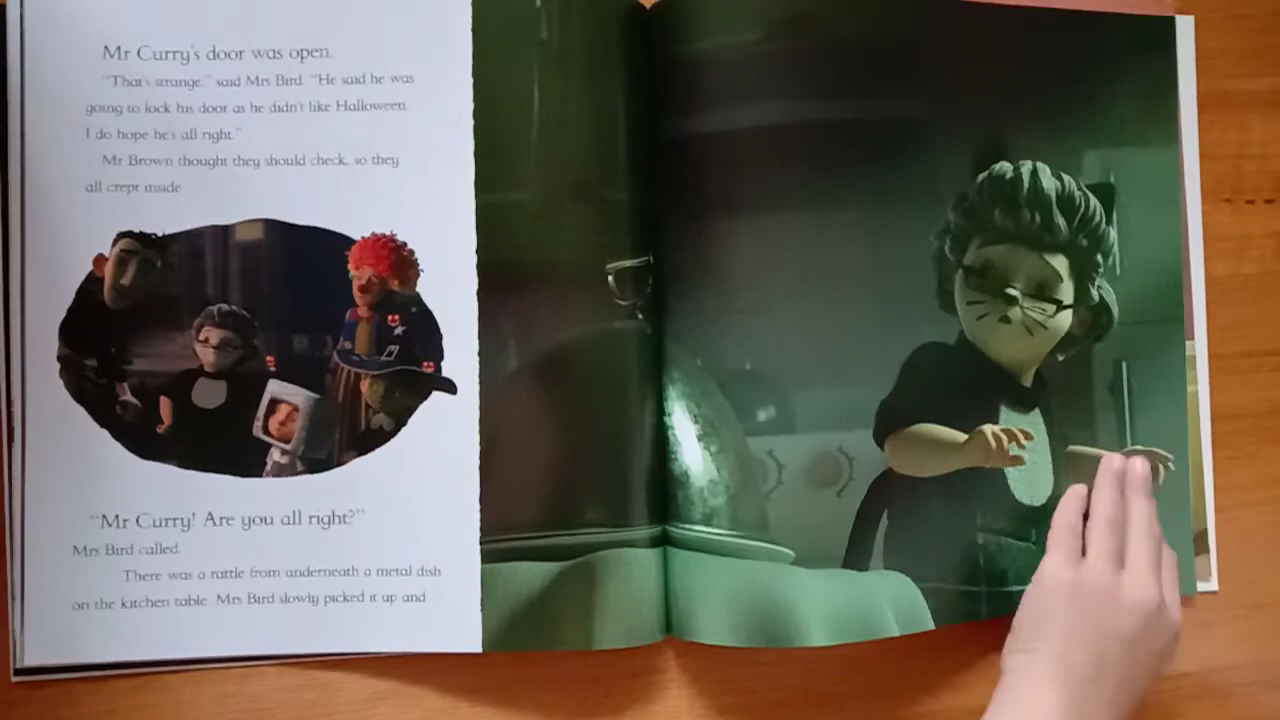 Mr Curry's door was open.
"That's strange," said Mrs Bird. "He said he was
going to lock his door as he didn't like Halloween.
I do hope he's all right."
Mr Brown thought they should check, so they
all crept inside.
"Mr Curry! Are you all right?"
Mrs Bird called.
There was a rattle from underneath a metal dish
on the kitchen table. Mrs Bird slowly picked it up and